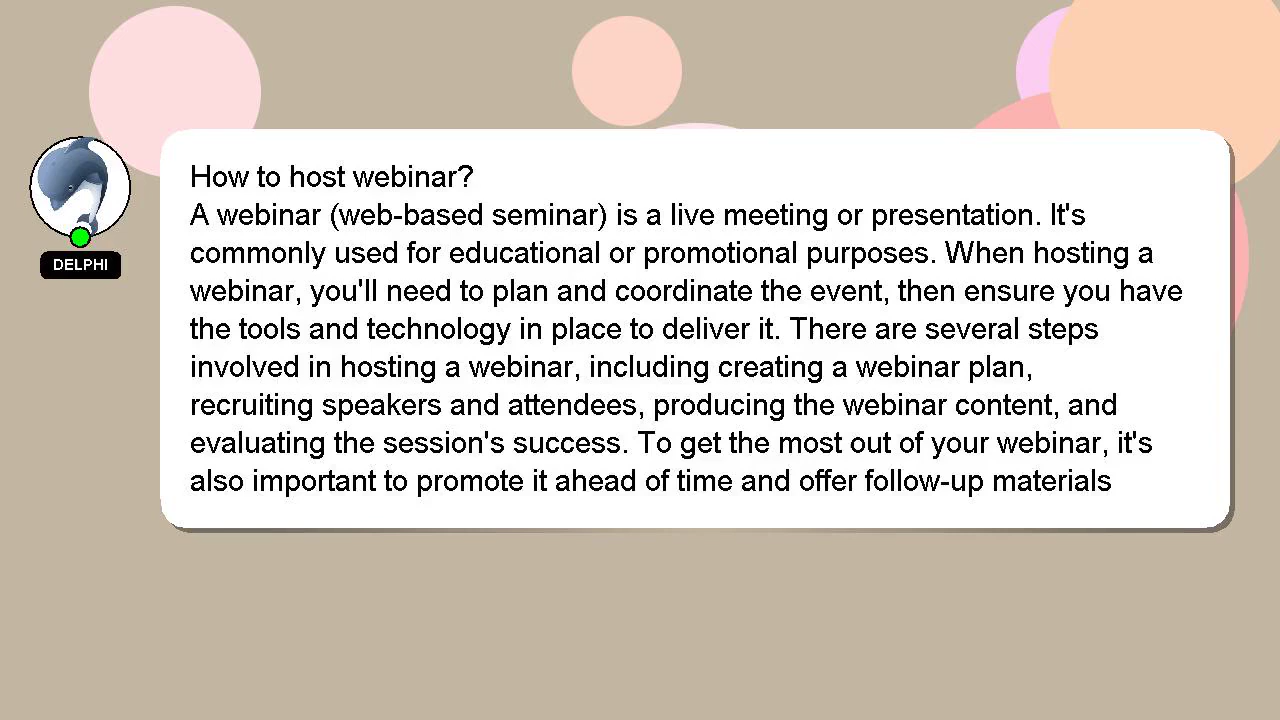 DELPHI
How to host webinar?
A webinar (web-based seminar) is a live meeting or presentation. It's
commonly used for educational or promotional purposes. When hosting a
webinar, you'll need to plan and coordinate the event, then ensure you have
the tools and technology in place to deliver it. There are several steps
involved in hosting a webinar, including creating a webinar plan,
recruiting speakers and attendees, producing the webinar content, and
evaluating the session's success. To get the most out of your webinar, it's
also important to promote it ahead of time and offer follow-up materials